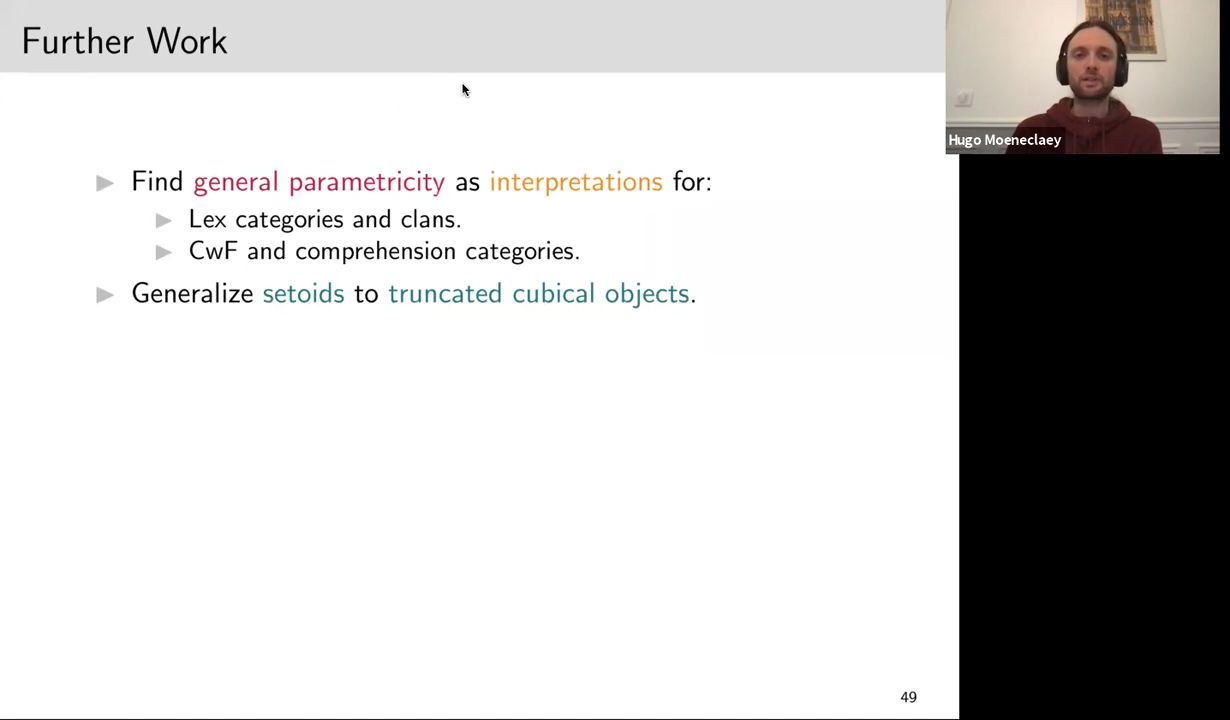 Further Work
Hugo Moeneclaey
Find general parametricity as interpretations for:
Lex categories and clans.
CwF and comprehension categories.
Generalize setoids to truncated cubical objects.
49